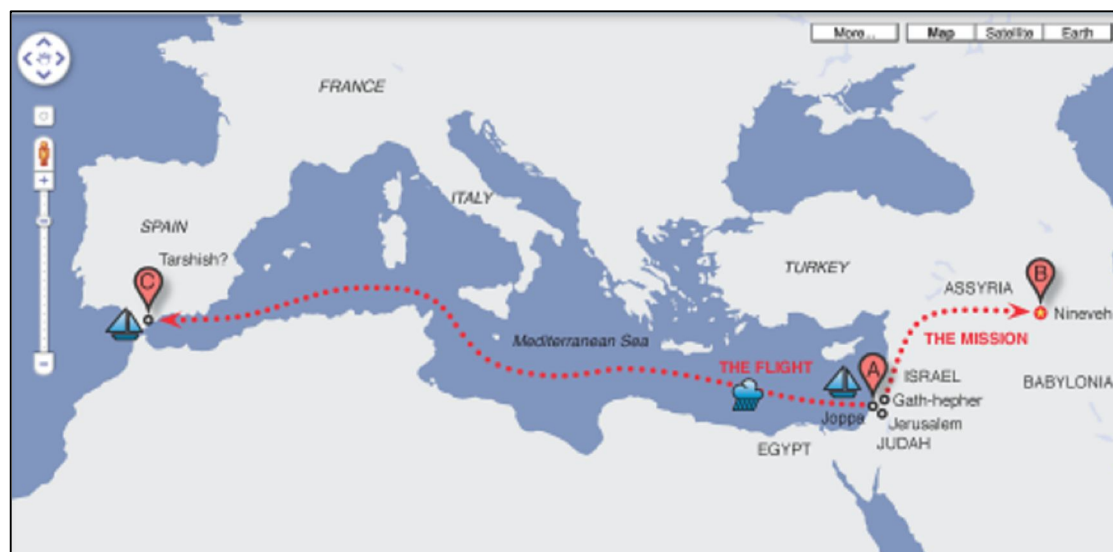 More...
Map
Satellite
Earth
FRANCE
ITALY
SPAIN
Tarshish?
C
TURKEY
B
ASSYRIA
Nineveh
THE MISSION
Mediterranean Sea
THE FLIGHT
A
ISRAEL
BABYLONIA
Gath-hepher
Joppa
Jerusalem
JUDAH
EGYPT